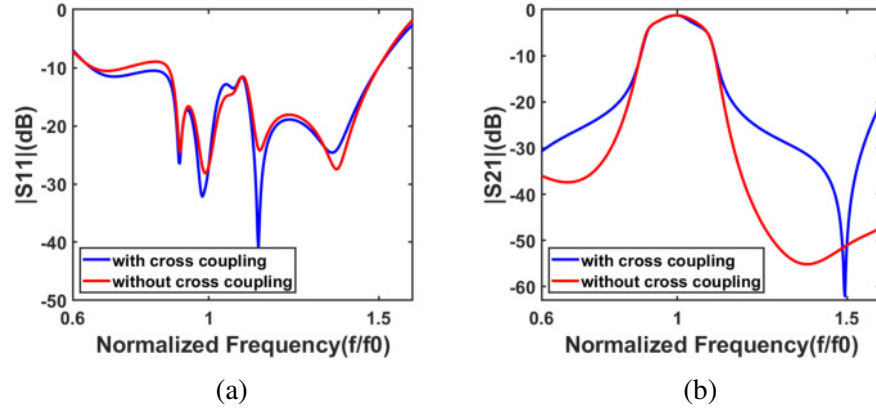 |S11|(dB)
0
-10
-20
-30
-40
-50
with cross coupling
without cross coupling
0.6
1
1.5
Normalized Frequency(f/f0)
(a)
|S21|(dB)
0
-10
-20
-30
-40
-50
-60
with cross coupling
without cross coupling
0.6
1
1.5
Normalized Frequency(f/f0)
(b)